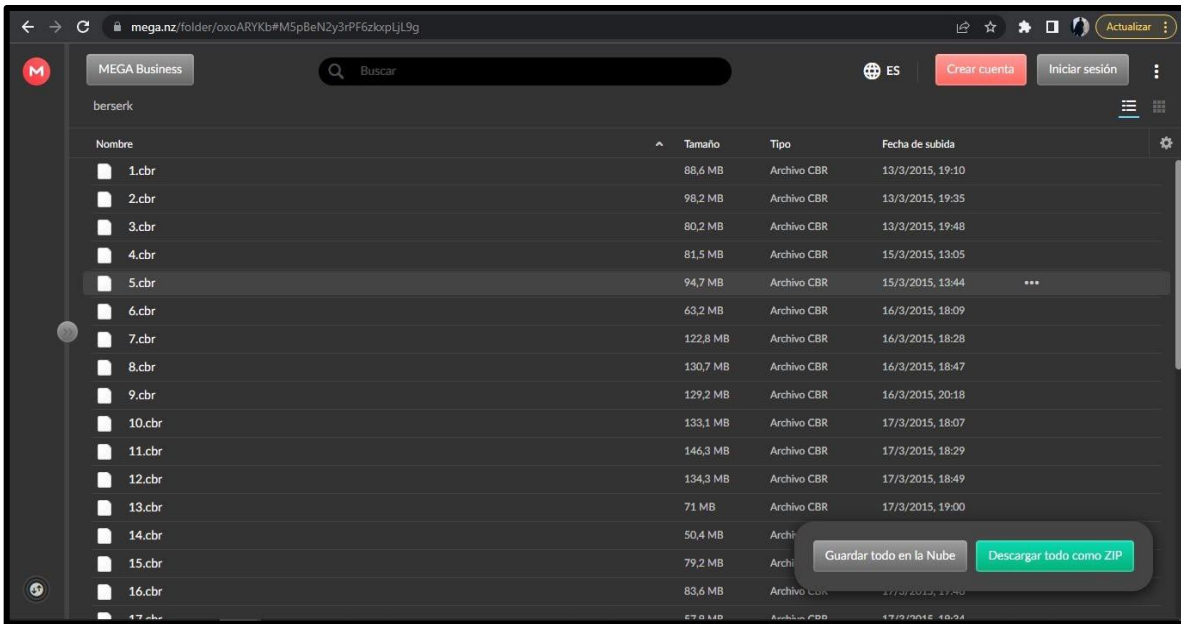 mega.nz/folder/oxoARYKb#M5pBeN2y3rPF6zkxpLjL9g Actualizar
M MEGA Business Buscar ES Crear cuenta Iniciar sesión
berserk
Nombre Tamaño Tipo Fecha de subida
1.cbr 88,6 MB Archivo CBR 13/3/2015, 19:10
2.cbr 98,2 MB Archivo CBR 13/3/2015, 19:35
3.cbr 80,2 MB Archivo CBR 13/3/2015, 19:48
4.cbr 81,5 MB Archivo CBR 15/3/2015, 13:05
5.cbr 94,7 MB Archivo CBR 15/3/2015, 13:44
6.cbr 63,2 MB Archivo CBR 16/3/2015, 18:09
7.cbr 122,8 MB Archivo CBR 16/3/2015, 18:28
8.cbr 130,7 MB Archivo CBR 16/3/2015, 18:47
9.cbr 129,2 MB Archivo CBR 16/3/2015, 20:18
10.cbr 133,1 MB Archivo CBR 17/3/2015, 18:07
11.cbr 146,3 MB Archivo CBR 17/3/2015, 18:29
12.cbr 134,3 MB Archivo CBR 17/3/2015, 18:49
13.cbr 71 MB Archivo CBR 17/3/2015, 19:00
14.cbr 50,4 MB
15.cbr 79,2 MB
Guardar todo en la Nube Descargar todo como ZIP
16.cbr 83,6 MB Archivo
17.cbr 57,9 MB Archivo CBR